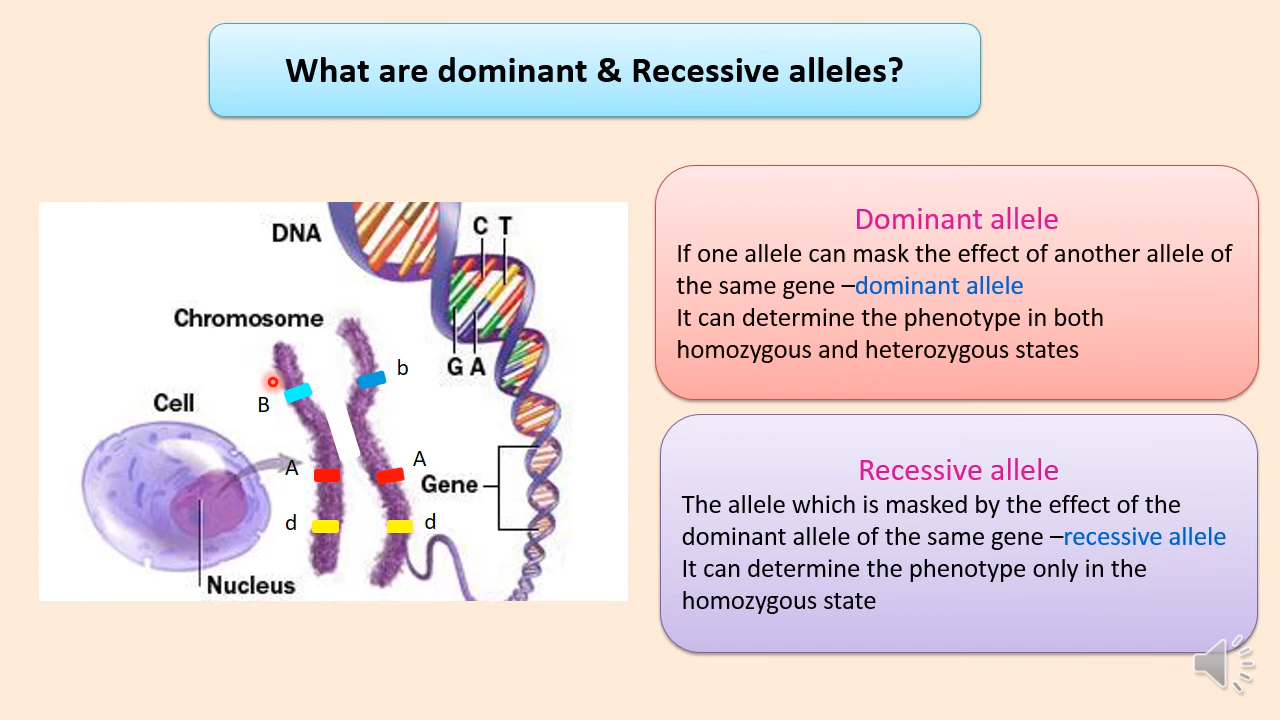 What are dominant & Recessive alleles?
DNA
C T
Chromosome
G A
b
B
Cell
A
A
Gene
d
d
Nucleus
Dominant allele
If one allele can mask the effect of another allele of
the same gene –dominant allele
It can determine the phenotype in both
homozygous and heterozygous states
Recessive allele
The allele which is masked by the effect of the
dominant allele of the same gene –recessive allele
It can determine the phenotype only in the
homozygous state